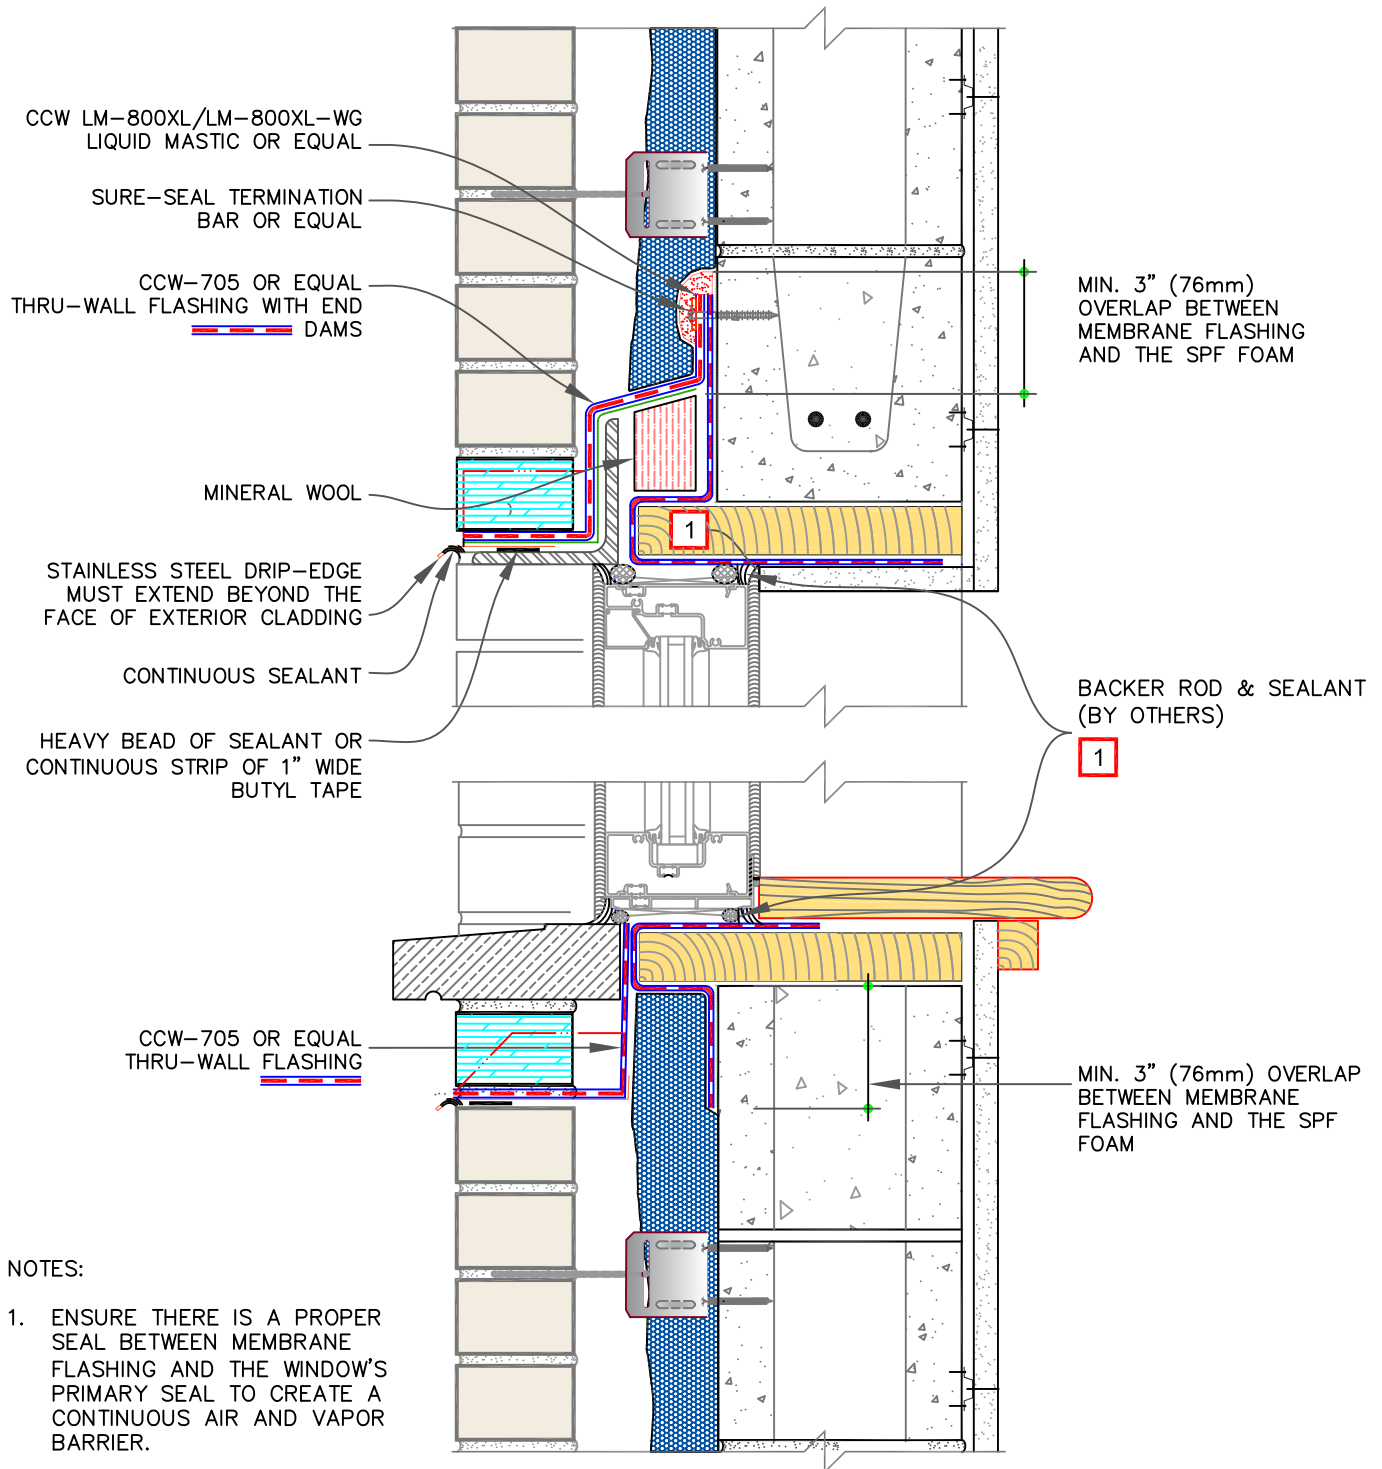 CCW LM-800XL/LM-800XL-WG
LIQUID MASTIC OR EQUAL
SURE-SEAL TERMINATION
BAR OR EQUAL
CCW-705 OR EQUAL
THRU-WALL FLASHING WITH END
DAMS
MINERAL WOOL
STAINLESS STEEL DRIP-EDGE
MUST EXTEND BEYOND THE
FACE OF EXTERIOR CLADDING
CONTINUOUS SEALANT
HEAVY BEAD OF SEALANT OR
CONTINUOUS STRIP OF 1" WIDE
BUTYL TAPE
1
MIN. 3" (76mm)
OVERLAP BETWEEN
MEMBRANE FLASHING
AND THE SPF FOAM
BACKER ROD & SEALANT
(BY OTHERS)
1
CCW-705 OR EQUAL
THRU-WALL FLASHING
MIN. 3" (76mm) OVERLAP
BETWEEN MEMBRANE
FLASHING AND THE SPF
FOAM
NOTES:
1. ENSURE THERE IS A PROPER
SEAL BETWEEN MEMBRANE
FLASHING AND THE WINDOW'S
PRIMARY SEAL TO CREATE A
CONTINUOUS AIR AND VAPOR
BARRIER.